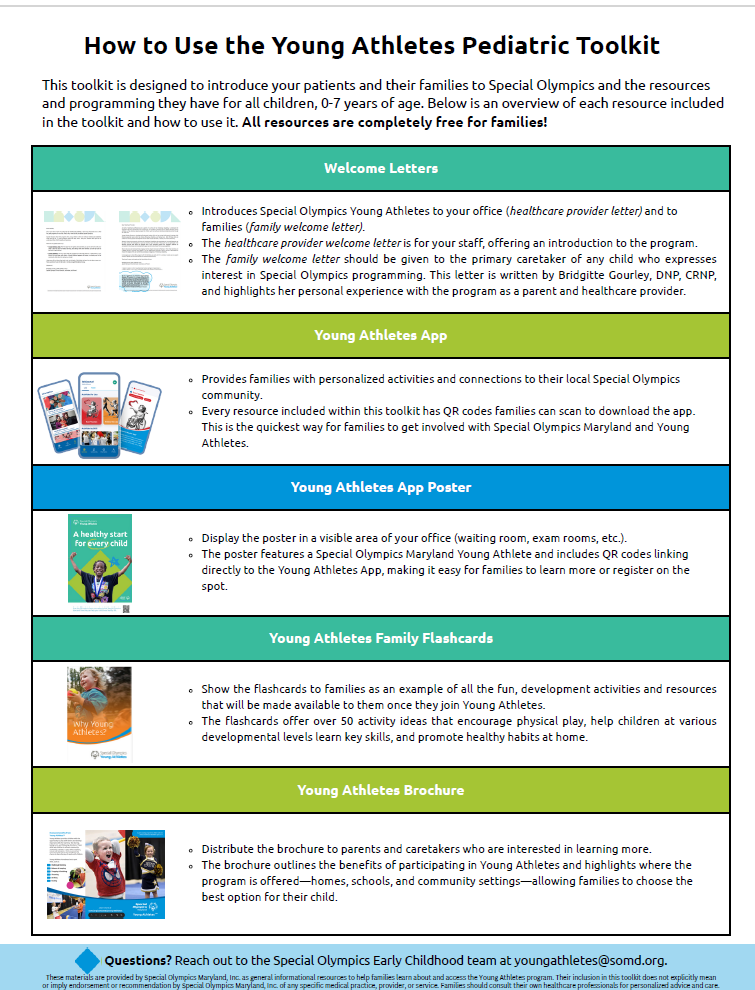 How to Use the Young Athletes Pediatric Toolkit
This toolkit is designed to introduce your patients and their families to Special Olympics and the resources
and programming they have for all children, 0-7 years of age. Below is an overview of each resource included
in the toolkit and how to use it. All resources are completely free for families!
Welcome Letters
Introduces Special Olympics Young Athletes to your office (healthcare provider letter) and to
families (family welcome letter).
The healthcare provider welcome letter is for your staff, offering an introduction to the program.
The family welcome letter should be given to the primary caretaker of any child who expresses
interest in Special Olympics programming. This letter is written by Bridgitte Gourley, DNP, CRNP,
and highlights her personal experience with the program as a parent and healthcare provider.
Young Athletes App
Provides families with personalized activities and connections to their local Special Olympics
community.
Every resource included within this toolkit has QR codes families can scan to download the app.
This is the quickest way for families to get involved with Special Olympics Maryland and Young
Athletes.
Young Athletes App Poster
A healthy start
for every child
Display the poster in a visible area of your office (waiting room, exam rooms, etc.).
The poster features a Special Olympics Maryland Young Athlete and includes QR codes linking
directly to the Young Athletes App, making it easy for families to learn more or register on the
spot.
Young Athletes Family Flashcards
Why Young
Athletes?
Special Olympics
Young Athletes
Show the flashcards to families as an example of all the fun, development activities and resources
that will be made available to them once they join Young Athletes.
The flashcards offer over 50 activity ideas that encourage physical play, help children at various
developmental levels learn key skills, and promote healthy habits at home.
Young Athletes Brochure
Distribute the brochure to parents and caretakers who are interested in learning more.
The brochure outlines the benefits of participating in Young Athletes and highlights where the
program is offered—homes, schools, and community settings—allowing families to choose the
best option for their child.
Questions? Reach out to the Special Olympics Early Childhood team at youngathletes@somd.org.
These materials are provided by Special Olympics Maryland, Inc. as general informational resources to help families learn about and access the Young Athletes program. Their inclusion in this toolkit does not explicitly mean
or imply endorsement or recommendation by Special Olympics Maryland, Inc. of any specific medical practice, provider, or service. Families should consult their own healthcare professionals for personalized advice and care.